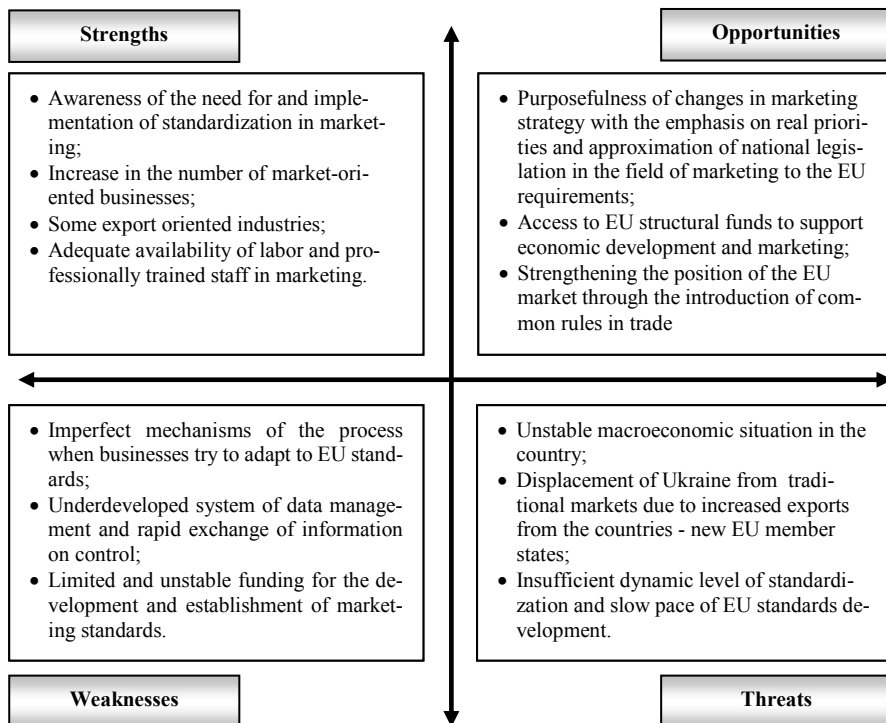 Strengths
• Awareness of the need for and imple-
mentation of standardization in market-
ing;
• Increase in the number of market-ori-
ented businesses;
• Some export oriented industries;
• Adequate availability of labor and pro-
fessionally trained staff in marketing.
Opportunities
• Purposefulness of changes in marketing
strategy with the emphasis on real priori-
ties and approximation of national legis-
lation in the field of marketing to the EU
requirements;
• Access to EU structural funds to support
economic development and marketing;
• Strengthening the position of the EU
market through the introduction of com-
mon rules in trade
• Imperfect mechanisms of the process
when businesses try to adapt to EU stand-
ards;
• Underdeveloped system of data manage-
ment and rapid exchange of information
on control;
• Limited and unstable funding for the de-
velopment and establishment of market-
ing standards.
Weaknesses
• Unstable macroeconomic situation in the
country;
• Displacement of Ukraine from traditional markets due to increased exports
from the countries - new EU member
states;
• Insufficient dynamic level of standardi-
zation and slow pace of EU standards de-
velopment.
Threats